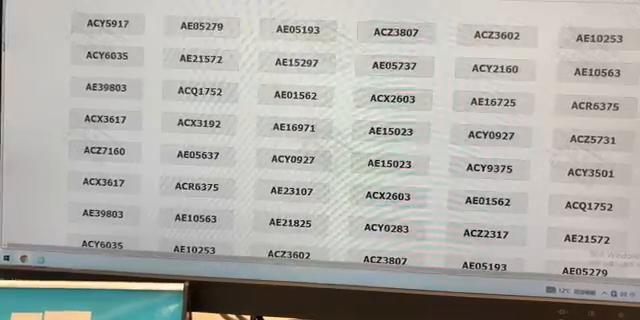 ACY5917 AE05279 AE05193 ACZ3807 ACZ3602 AE10253
ACY6035 AE21572 AE15297 AE05737 ACY2160 AE10563
AE39803 ACQ1752 AE01562 ACX2603 AE16725 ACR6375
ACX3617 ACX3192 AE16971 AE15023 ACY0927 ACZ5731
ACZ7160 AE05637 ACY0927 AE15023 ACY9375 ACY3501
ACX3617 ACR6375 AE23107 ACX2603 AE01562 ACQ1752
AE39803 AE10563 AE21825 ACY0283 ACZ2317 AE21572
ACY6035 AE10253 ACZ3602 ACZ3807 AE05193 AE05279
12°C